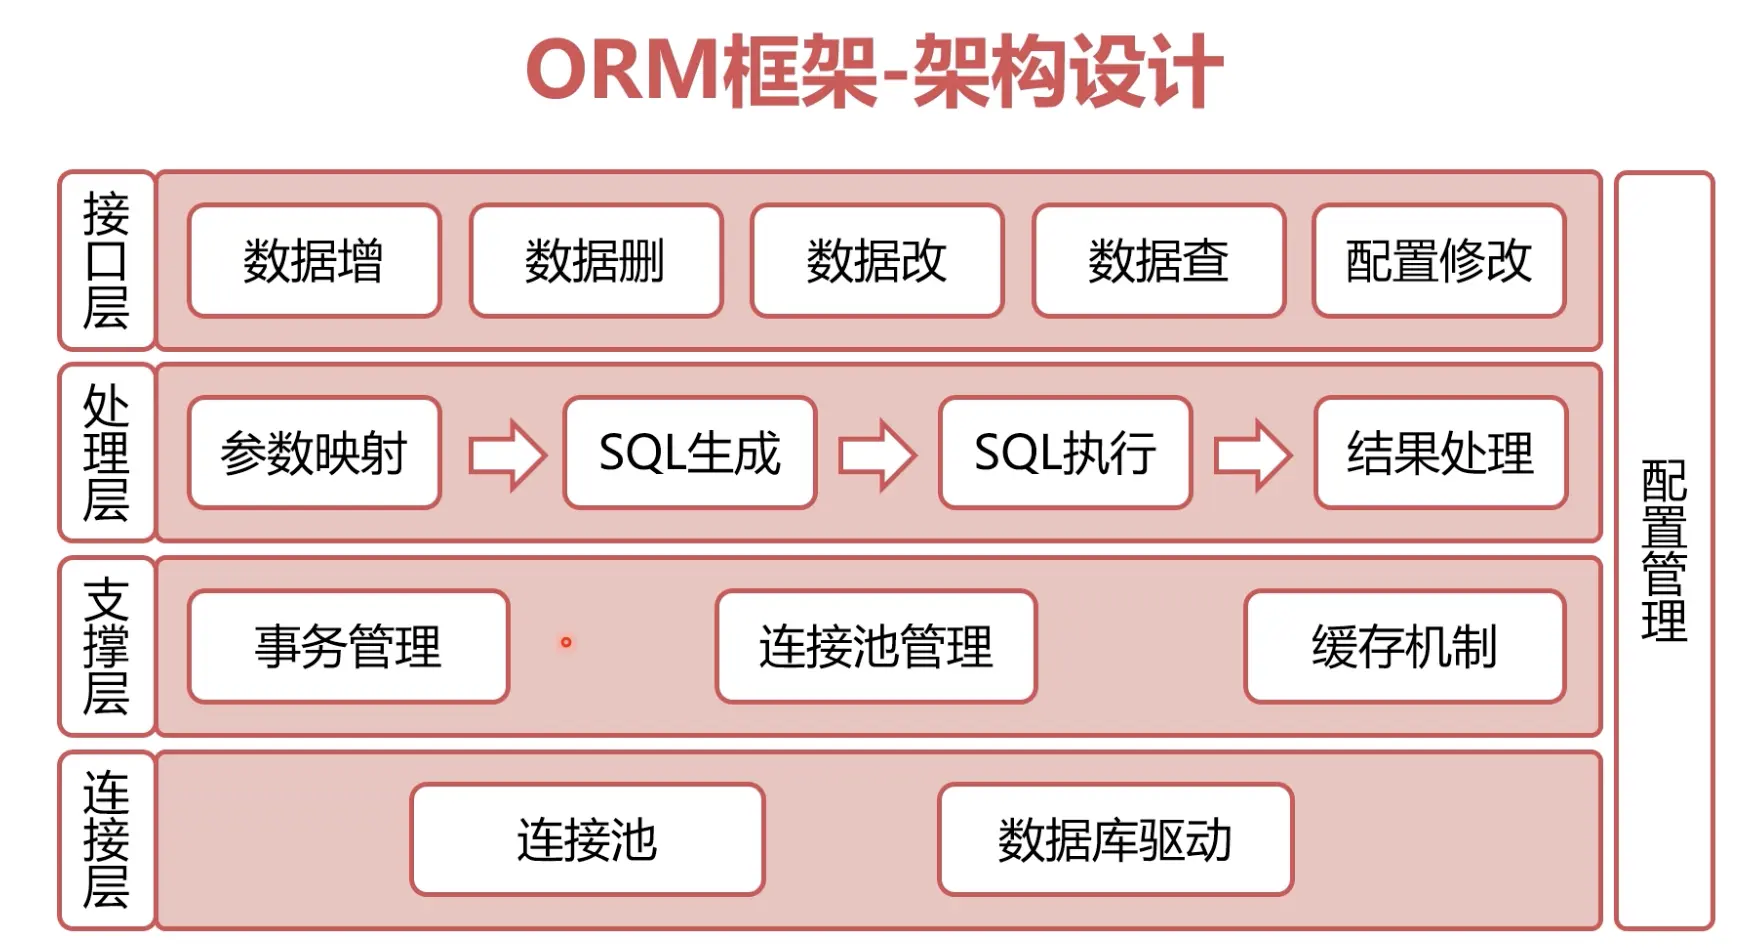 ORM框架-架构设计
接口层
数据增
数据删
数据改
数据查
配置修改
处理层
参数映射
SQL生成
SQL执行
结果处理
支撑层
事务管理
连接池管理
缓存机制
连接层
连接池
数据库驱动
配置管理